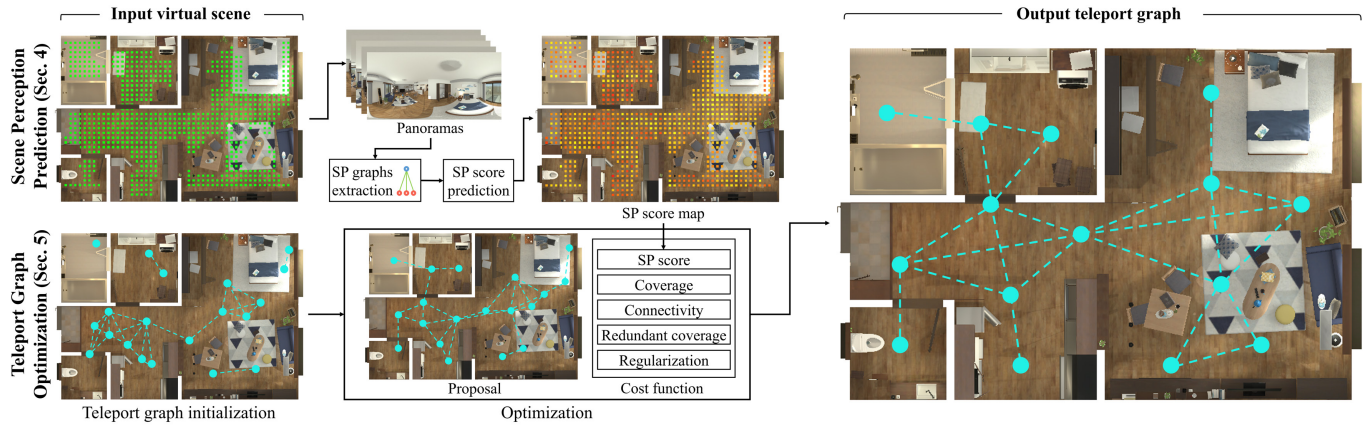 Input virtual scene
Output teleport graph
Scene Perception
Prediction (Sec. 4)
Panoramas
SP graphs
extraction
SP score
prediction
SP score map
Teleport Graph
Optimization (Sec. 5)
SP score
Coverage
Connectivity
Redundant coverage
Regularization
Proposal
Cost function
Teleport graph initialization
Optimization